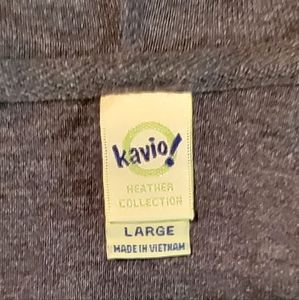 kavio!
HEATHER
COLLECTION
LARGE
MADE IN VIETNAM